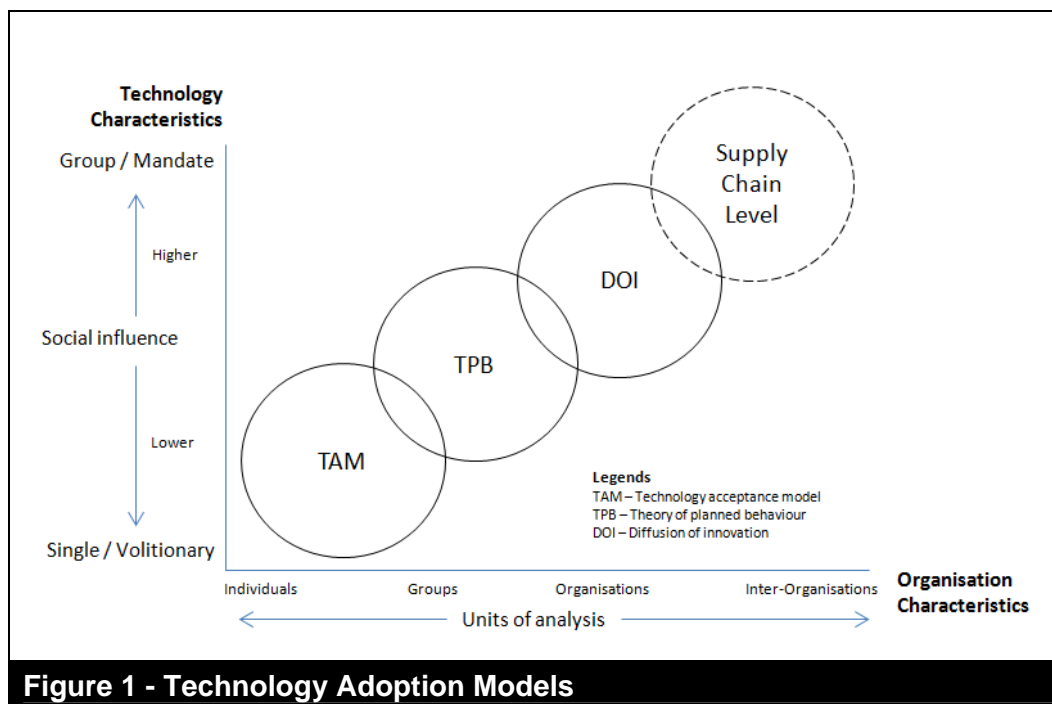 Technology
Characteristics
Group / Mandate
Higher
Social influence
Lower
Single / Volitionary
Supply
Chain
Level
DOI
TPB
TAM
Legends
TAM – Technology acceptance model
TPB – Theory of planned behaviour
DOI – Diffusion of innovation
Individuals Groups Organisations Inter-Organisations
Units of analysis
Organisation
Characteristics
Figure 1 - Technology Adoption Models